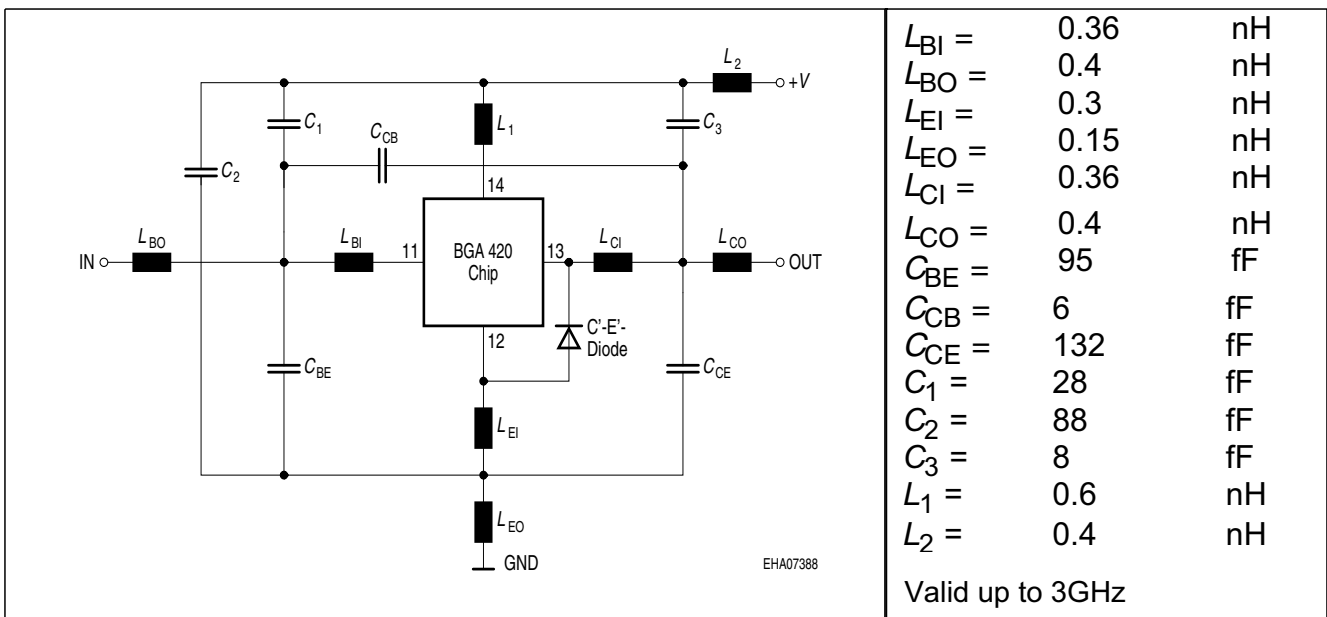 L2
+V
C1
L1
C3
CCB
C2
14
LBO
LBI
LCI
LCO
IN
11
BGA 420
Chip
13
OUT
12
C'-E'-
Diode
CBE
CCE
LEI
LEO
GND
EHA07388
LBI = 0.36 nH
LBO = 0.4 nH
LEI = 0.3 nH
LEO = 0.15 nH
LCI = 0.36 nH
LCO = 0.4 nH
CBE = 95 fF
CCB = 6 fF
CCE = 132 fF
C1 = 28 fF
C2 = 88 fF
C3 = 8 fF
L1 = 0.6 nH
L2 = 0.4 nH
Valid up to 3GHz